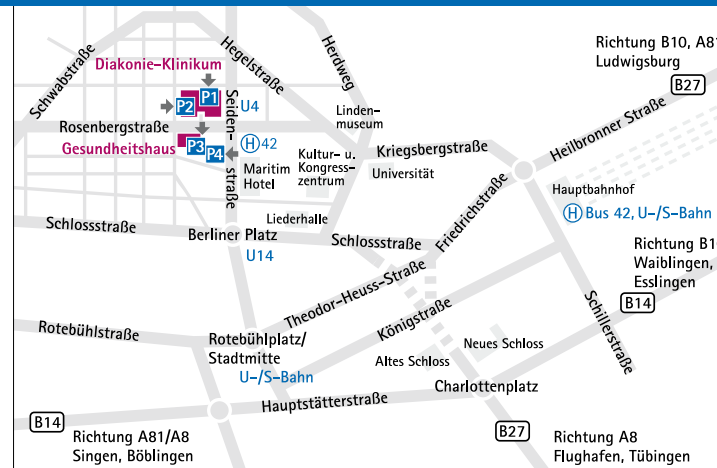 Richtung B10, A81
Ludwigsburg
B27
Schwabstraße
Hegelstraße
Herdweg
Diakonie-Klinikum
P1
P2
Seiden-
straße
U4
Linden-
museum
Heilbronner Straße
Rosenbergstraße
H 42
Gesundheitshaus
P3
P4
Kriegsbergstraße
Maritim
Hotel
Kultur- u.
Kongress-
zentrum
Universität
Hauptbahnhof
H Bus 42, U-/S-Bahn
Friedrichstraße
Liederhalle
Schlossstraße
Berliner Platz
Schlossstraße
U14
Richtung B1
Waiblingen,
Esslingen
B14
Theodor-Heuss-Straße
Königstraße
Schillerstraße
Rotebühlstraße
Rotebühlplatz/
Stadtmitte
U-/S-Bahn
Neues Schloss
Altes Schloss
Charlottenplatz
Hauptstätterstraße
B14
Richtung A81/A8
Singen, Böblingen
B27
Richtung A8
Flughafen, Tübingen